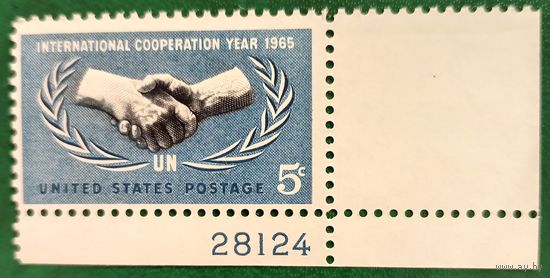 INTERNATIONAL COOPERATION YEAR 1965
UN
UNITED STATES POSTAGE 5c
28124